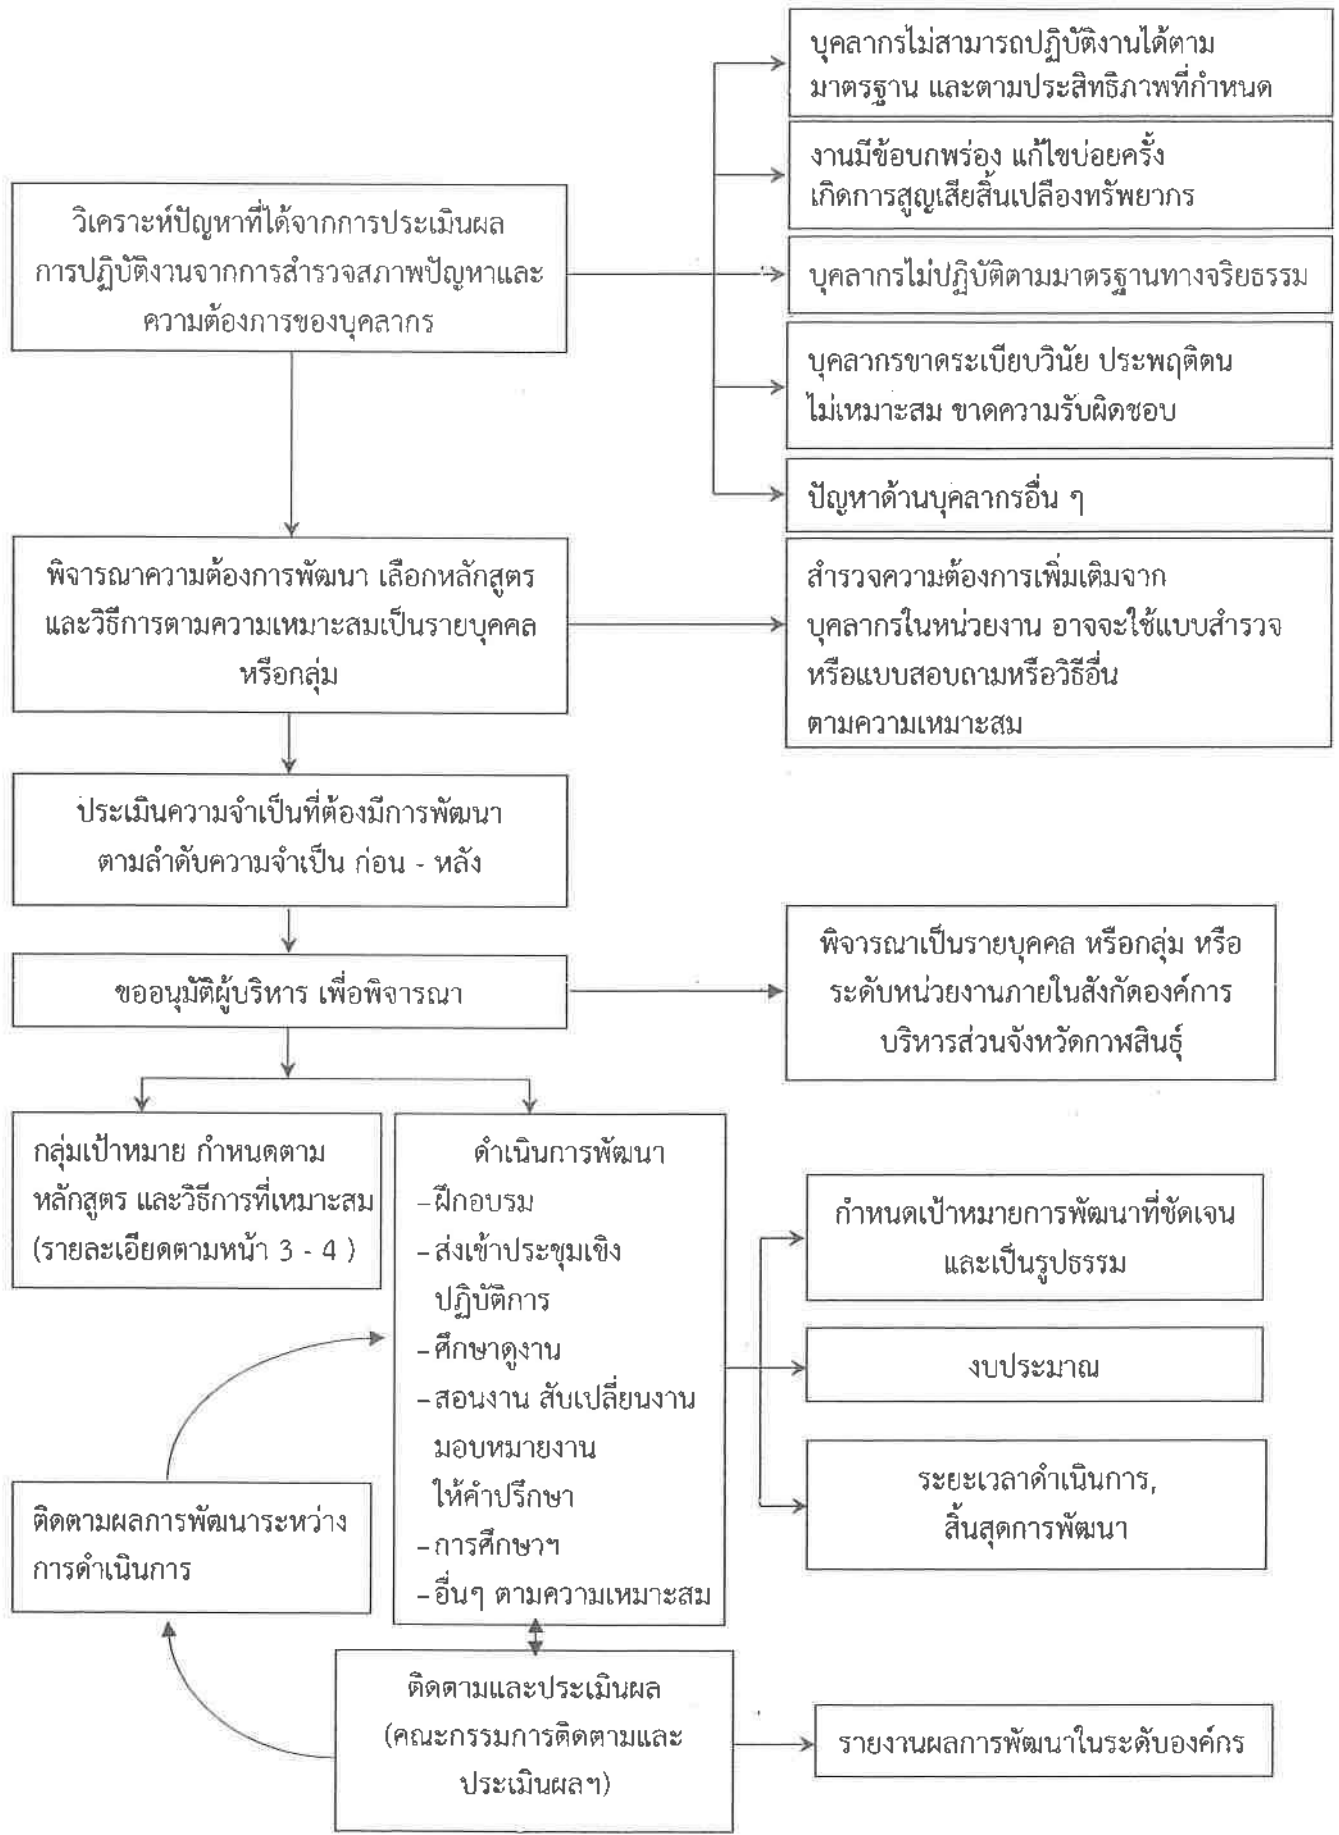 บุคลากรไม่สามารถปฏิบัติงานได้ตาม
มาตรฐาน และตามประสิทธิภาพที่กำหนด
งานมีข้อบกพร่อง แก้ไขบ่อยครั้ง
เกิดการสูญเสียสิ้นเปลืองทรัพยากร
วิเคราะห์ปัญหาที่ได้จากการประเมินผล
การปฏิบัติงานจากการสำรวจสภาพปัญหาและ
ความต้องการของบุคลากร
บุคลากรไม่ปฏิบัติตามมาตรฐานทางจริยธรรม
บุคลากรขาดระเบียบวินัย ประพฤติตน
ไม่เหมาะสม ขาดความรับผิดชอบ
ปัญหาด้านบุคลากรอื่น ๆ
พิจารณาความต้องการพัฒนา เลือกหลักสูตร
และวิธีการตามความเหมาะสมเป็นรายบุคคล
หรือกลุ่ม
สำรวจความต้องการเพิ่มเติมจาก
บุคลากรในหน่วยงาน อาจจะใช้แบบสำรวจ
หรือแบบสอบถามหรือวิธีอื่น
ตามความเหมาะสม
ประเมินความจำเป็นที่ต้องมีการพัฒนา
ตามลำดับความจำเป็น ก่อน - หลัง
ขออนุมัติผู้บริหาร เพื่อพิจารณา
พิจารณาเป็นรายบุคคล หรือกลุ่ม หรือ
ระดับหน่วยงานภายในสังกัดองค์การ
บริหารส่วนจังหวัดกาฬสินธุ์
กลุ่มเป้าหมาย กำหนดตาม
หลักสูตร และวิธีการที่เหมาะสม
(รายละเอียดตามหน้า 3 - 4 )
ดำเนินการพัฒนา
–ฝึกอบรม
–ส่งเข้าประชุมเชิง
ปฏิบัติการ
–ศึกษาดูงาน
–สอนงาน สับเปลี่ยนงาน
มอบหมายงาน
ให้คำปรึกษา
–การศึกษาฯ
–อื่นๆ ตามความเหมาะสม
กำหนดเป้าหมายการพัฒนาที่ชัดเจน
และเป็นรูปธรรม
งบประมาณ
ระยะเวลาดำเนินการ,
สิ้นสุดการพัฒนา
ติดตามผลการพัฒนาระหว่าง
การดำเนินการ
ติดตามและประเมินผล
(คณะกรรมการติดตามและ
ประเมินผลฯ)
รายงานผลการพัฒนาในระดับองค์กร